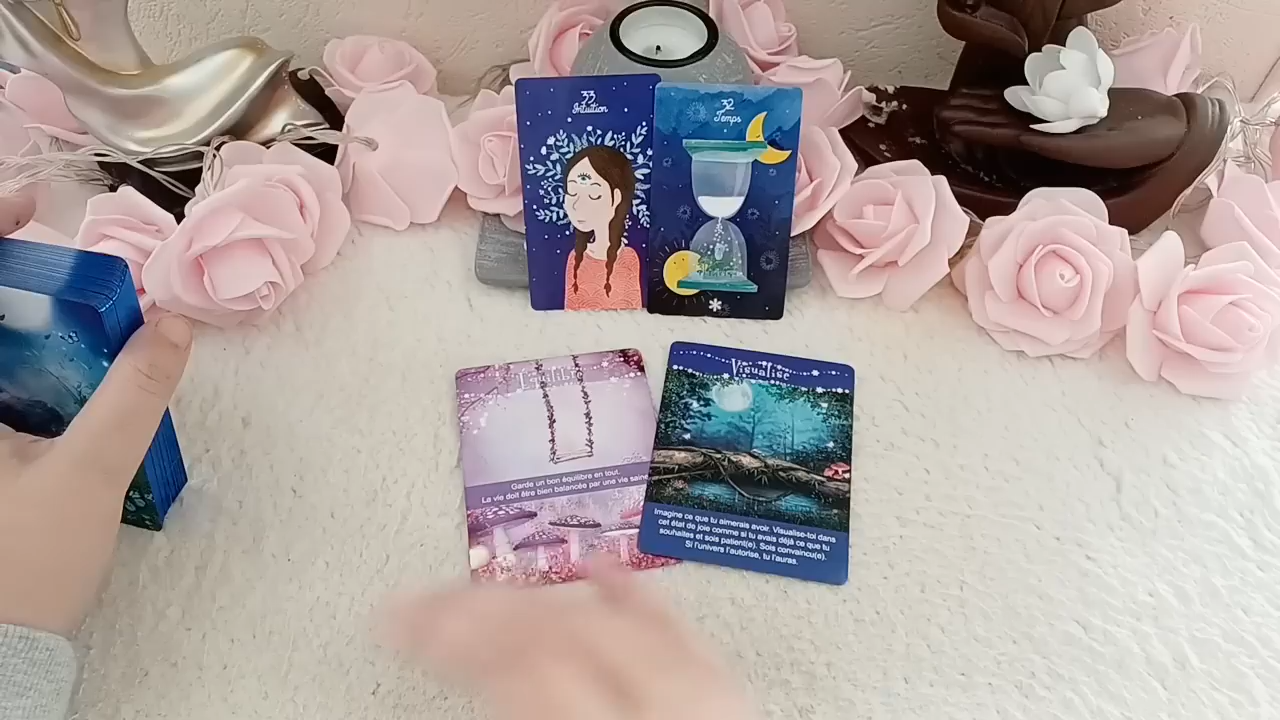 33
Intuition
32
Temps
Equilibre
Garde un bon équilibre en tout.
La vie doit être bien balancée par une vie saine
Visualise
Imagine ce que tu aimerais avoir. Visualise-toi dans
cet état de joie comme si tu avais déjà ce que tu
souhaites et sois patient(e). Sois convaincu(e).
Si l'univers l'autorise, tu l'auras.